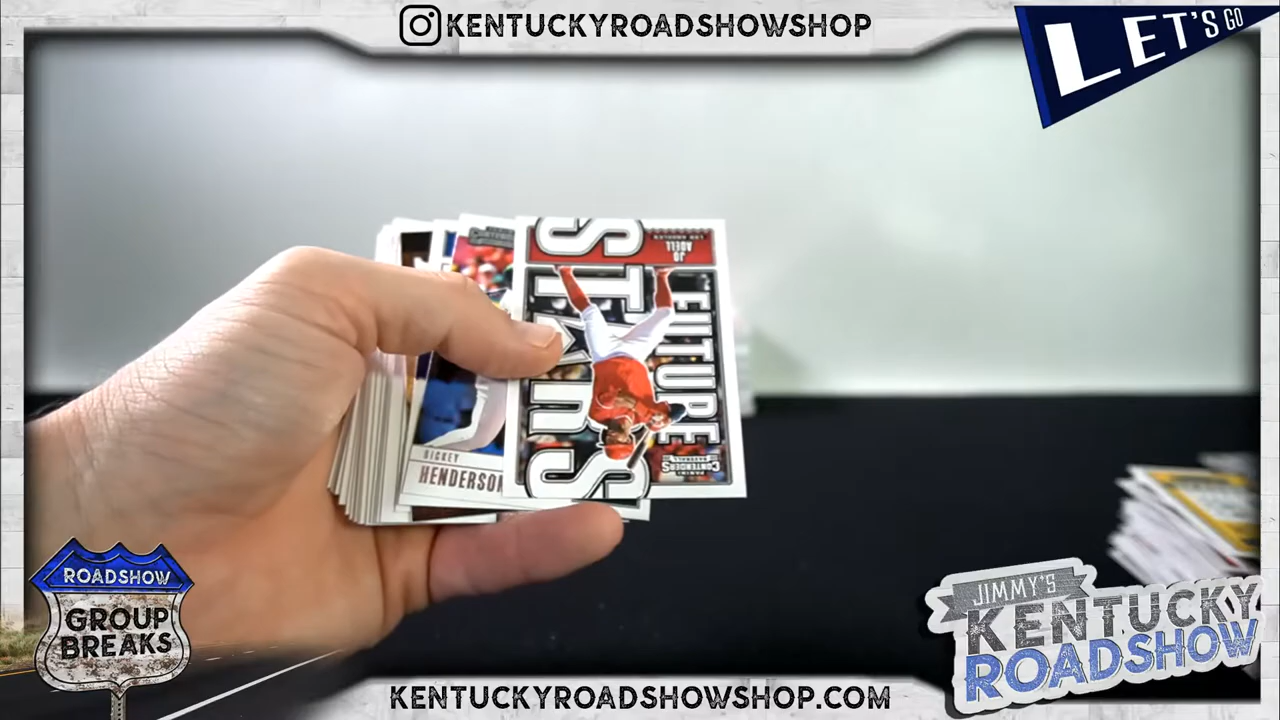 KENTUCKYROADSHOWSHOP
LET'S GO
STARS
FUTURE
JO
ADELL
LOS ANGELES
PANINI
CONTENDERS
BASEBALL
RICKEY
HENDERSON
ROADSHOW
GROUP
BREAKS
JIMMY'S
KENTUCKY
ROADSHOW
KENTUCKYROADSHOWSHOP.COM